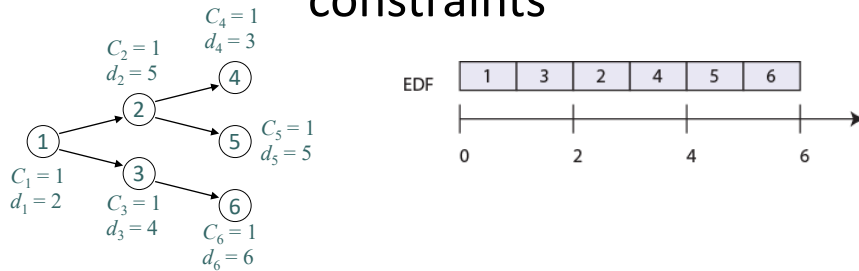 constraints
C4 = 1
d4 = 3
C2 = 1
d2 = 5
4
2
1
5
C5 = 1
d5 = 5
3
C1 = 1
d1 = 2
C3 = 1
d3 = 4
6
C6 = 1
d6 = 6
EDF 1 3 2 4 5 6
0 2 4 6